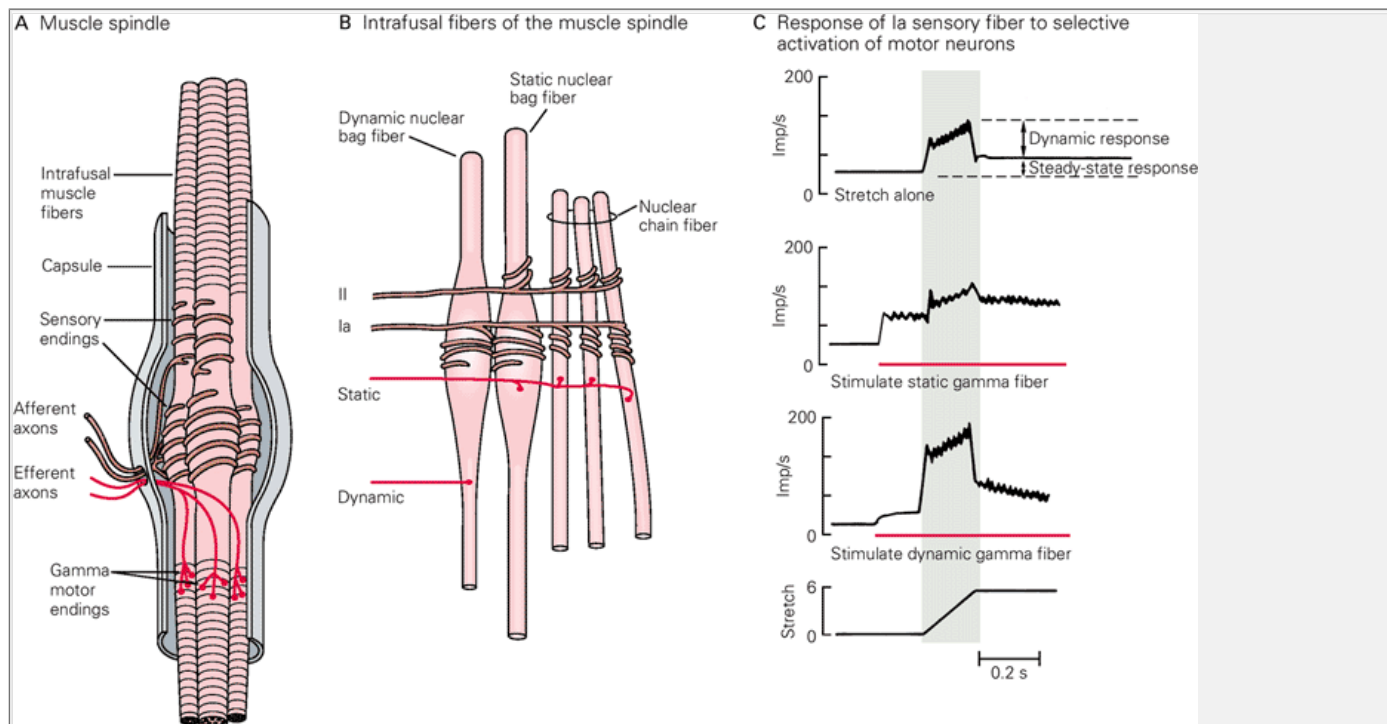 A Muscle spindle
Intrafusal
muscle
fibers
Capsule
Sensory
endings
Afferent
axons
Efferent
axons
Gamma
motor
endings
B Intrafusal fibers of the muscle spindle
Static nuclear
bag fiber
Dynamic nuclear
bag fiber
Nuclear
chain fiber
II
Ia
Static
Dynamic
C Response of Ia sensory fiber to selective
activation of motor neurons
200
Imp/s
0
Dynamic response
Steady-state response
Stretch alone
200
Imp/s
0
Stimulate static gamma fiber
200
Imp/s
0
Stimulate dynamic gamma fiber
6
Stretch
0
0.2 s